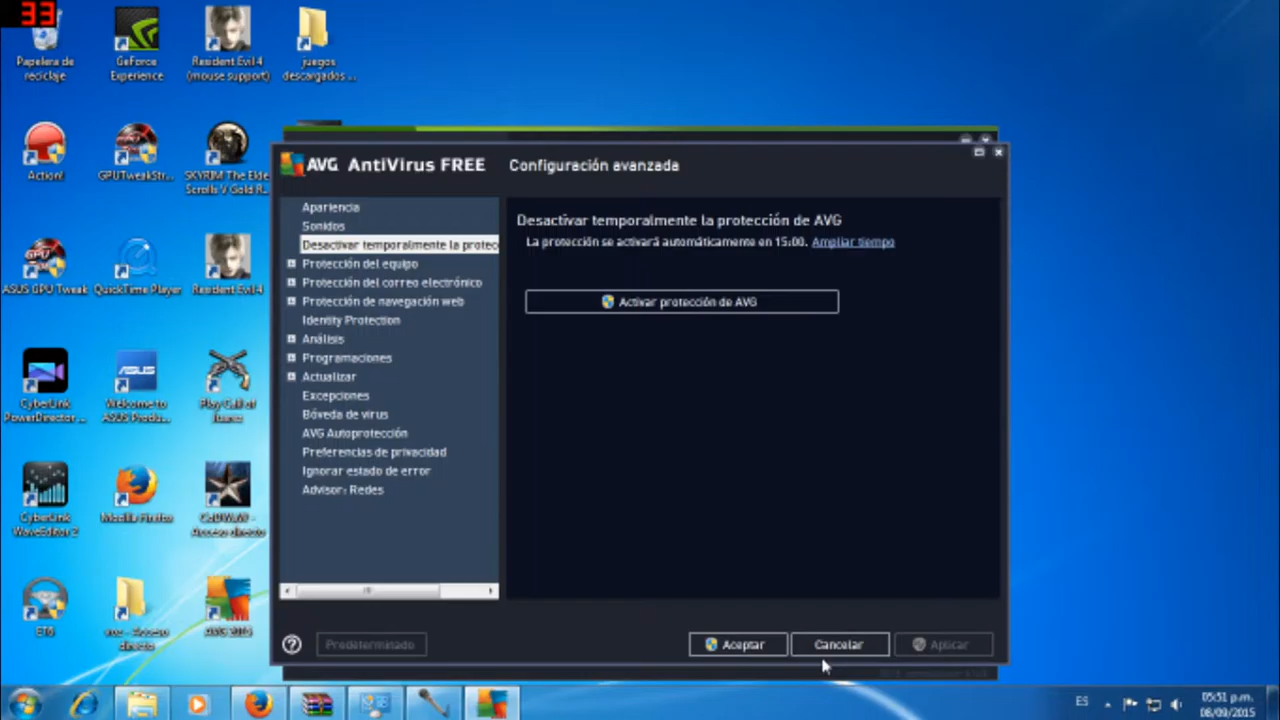 33
Papelera de
reciclaje
GeForce
Experience
Resident Evil 4
(mouse support)
juegos
descargados ...
Action!
GPUTweakStr...
SKYRIM The Elde
Scrolls V Gold R...
ASUS GPU Tweak
QuickTime Player
Resident Evil 4
CyberLink
PowerDirector ...
ASUS
Welcome to
ASUS Produ...
Play Call of
Juarez
CyberLink
WaveEditor 2
Mozilla Firefox
CoDWaW -
Acceso directo
- Acceso
directo
AVG AntiVirus FREE
Configuración avanzada
Apariencia
Sonidos
Desactivar temporalmente la protec
Protección del equipo
Protección del correo electrónico
Protección de navegación web
Identity Protection
Análisis
Programaciones
Actualizar
Excepciones
Bóveda de virus
AVG Autoprotección
Preferencias de privacidad
Ignorar estado de error
Advisor: Redes
Desactivar temporalmente la protección de AVG
La protección se activará automáticamente en 15:00. Ampliar tiempo
Activar protección de AVG
Predeterminado
Aceptar
Cancelar
Aplicar
ES
05:51 p.m.
08/09/2015